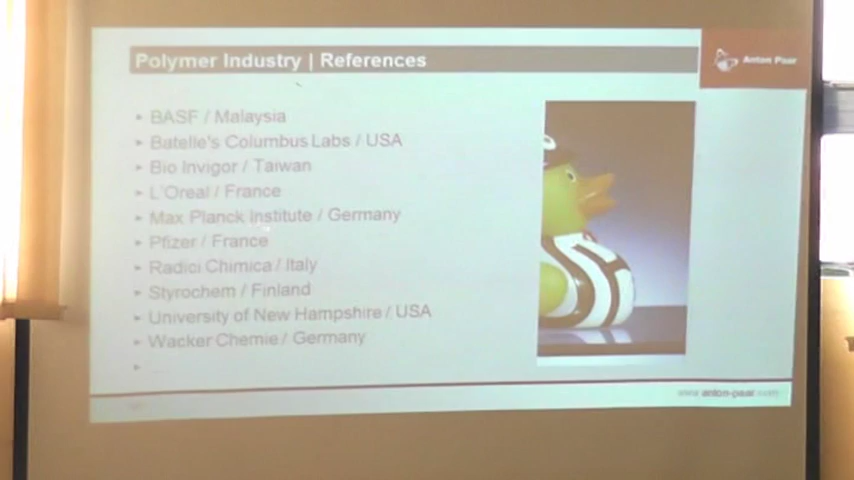 Polymer Industry | References
Anton Paar
BASF / Malaysia
Batelle's Columbus Labs / USA
Bio Invigor / Taiwan
L'Oreal / France
Max Planck Institute / Germany
Pfizer / France
Radici Chimica / Italy
Styrochem / Finland
University of New Hampshire / USA
Wacker Chemie / Germany
www.anton-paar.com